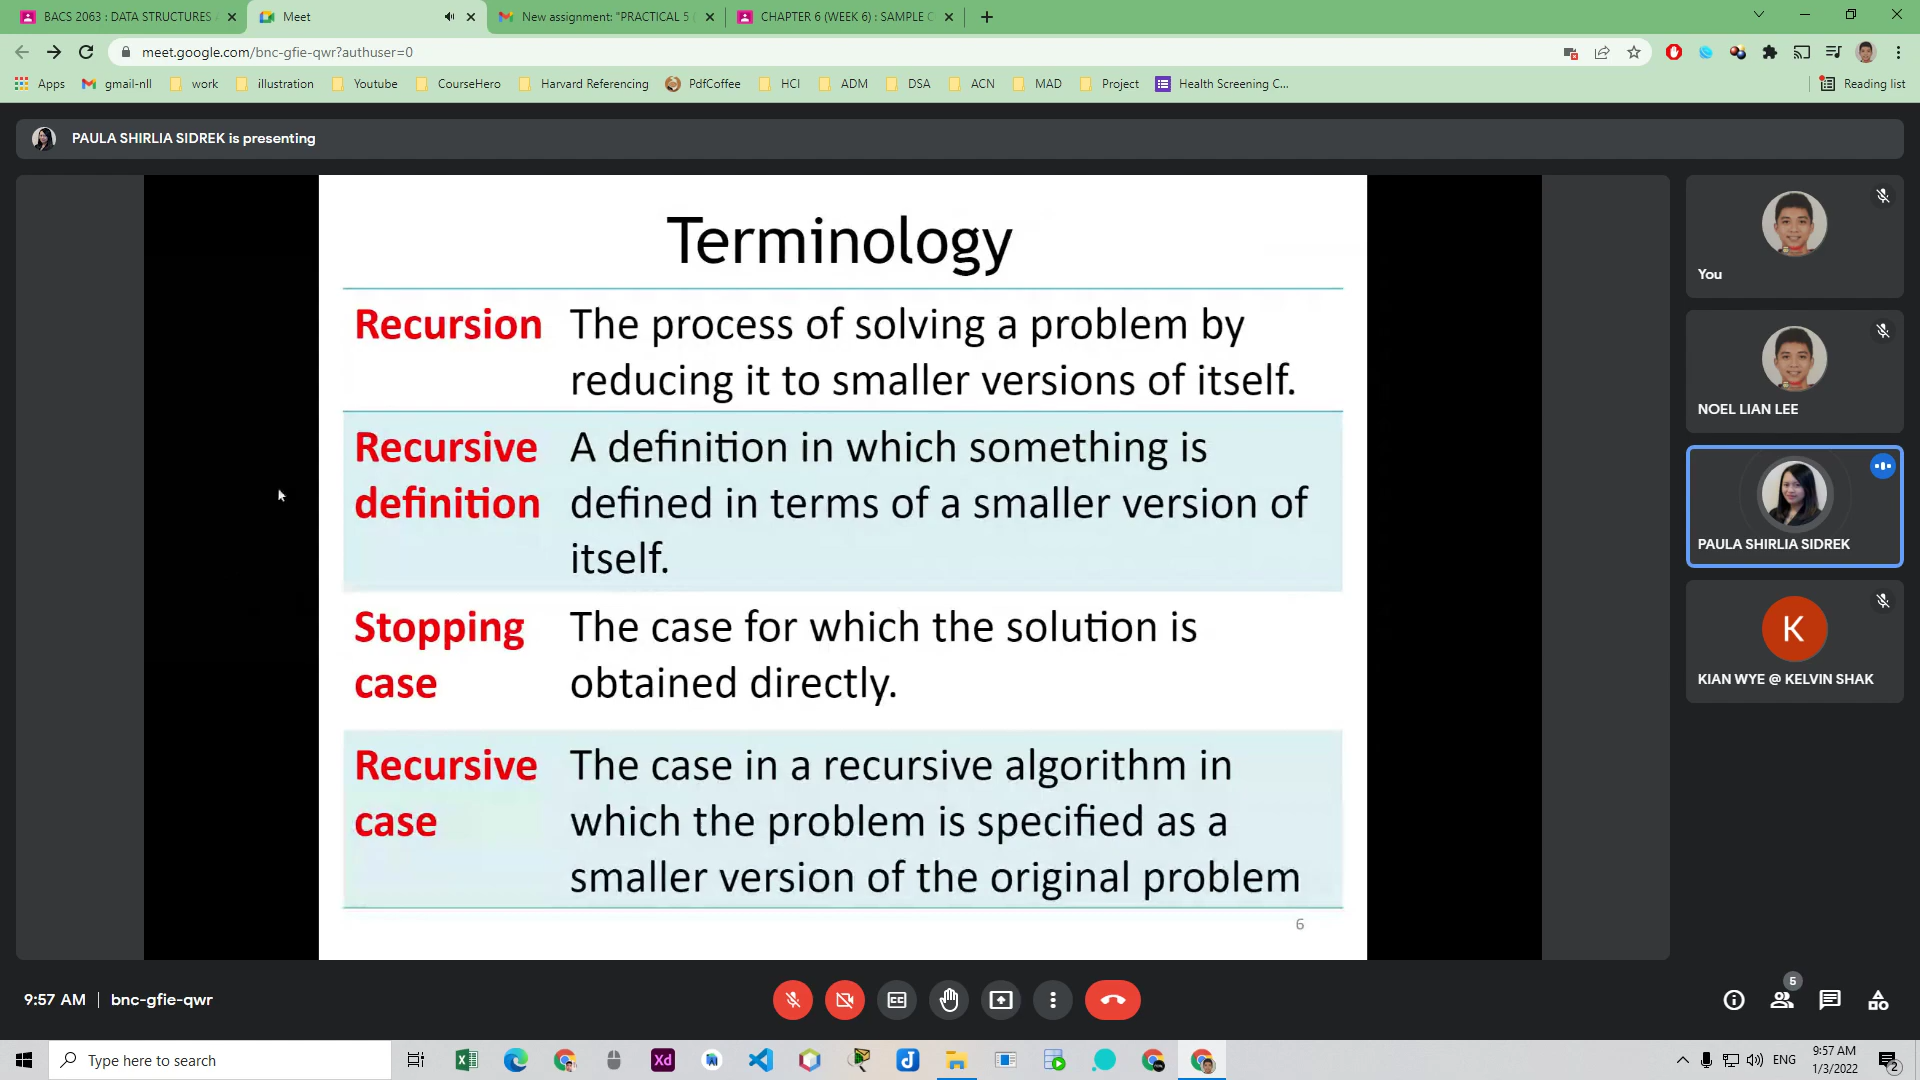 BACS 2063 : DATA STRUCTURES
Meet
New assignment: "PRACTICAL 5 (
CHAPTER 6 (WEEK 6) : SAMPLE C
meet.google.com/bnc-gfie-qwr?authuser=0
Apps
gmail-nll
work
illustration
Youtube
CourseHero
Harvard Referencing
PdfCoffee
HCI
ADM
DSA
ACN
MAD
Project
Health Screening C...
Reading list
PAULA SHIRLIA SIDREK is presenting
Terminology
Recursion The process of solving a problem by
reducing it to smaller versions of itself.
Recursive A definition in which something is
definition defined in terms of a smaller version of
itself.
Stopping The case for which the solution is
case obtained directly.
Recursive The case in a recursive algorithm in
case which the problem is specified as a
smaller version of the original problem
6
You
NOEL LIAN LEE
PAULA SHIRLIA SIDREK
K
KIAN WYE @ KELVIN SHAK
9:57 AM | bnc-gfie-qwr
5
Type here to search
Xd
ENG
9:57 AM
1/3/2022
2